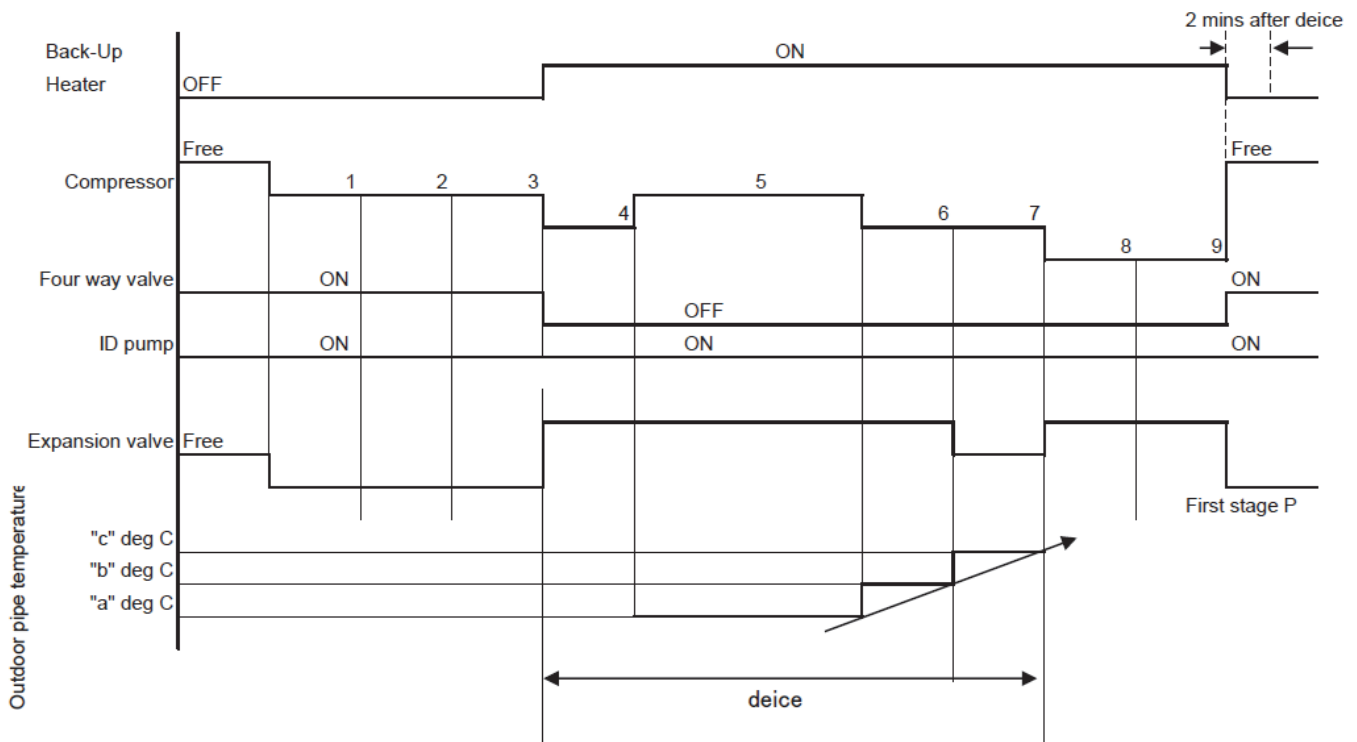 2 mins after deice
Back-Up
Heater
ON
OFF
Free
Free
Compressor
1
2
3
4
5
6
7
8
9
Four way valve
ON
OFF
ON
ID pump
ON
ON
ON
Expansion valve
Free
First stage P
Outdoor pipe temperature
"c" deg C
"b" deg C
"a" deg C
deice